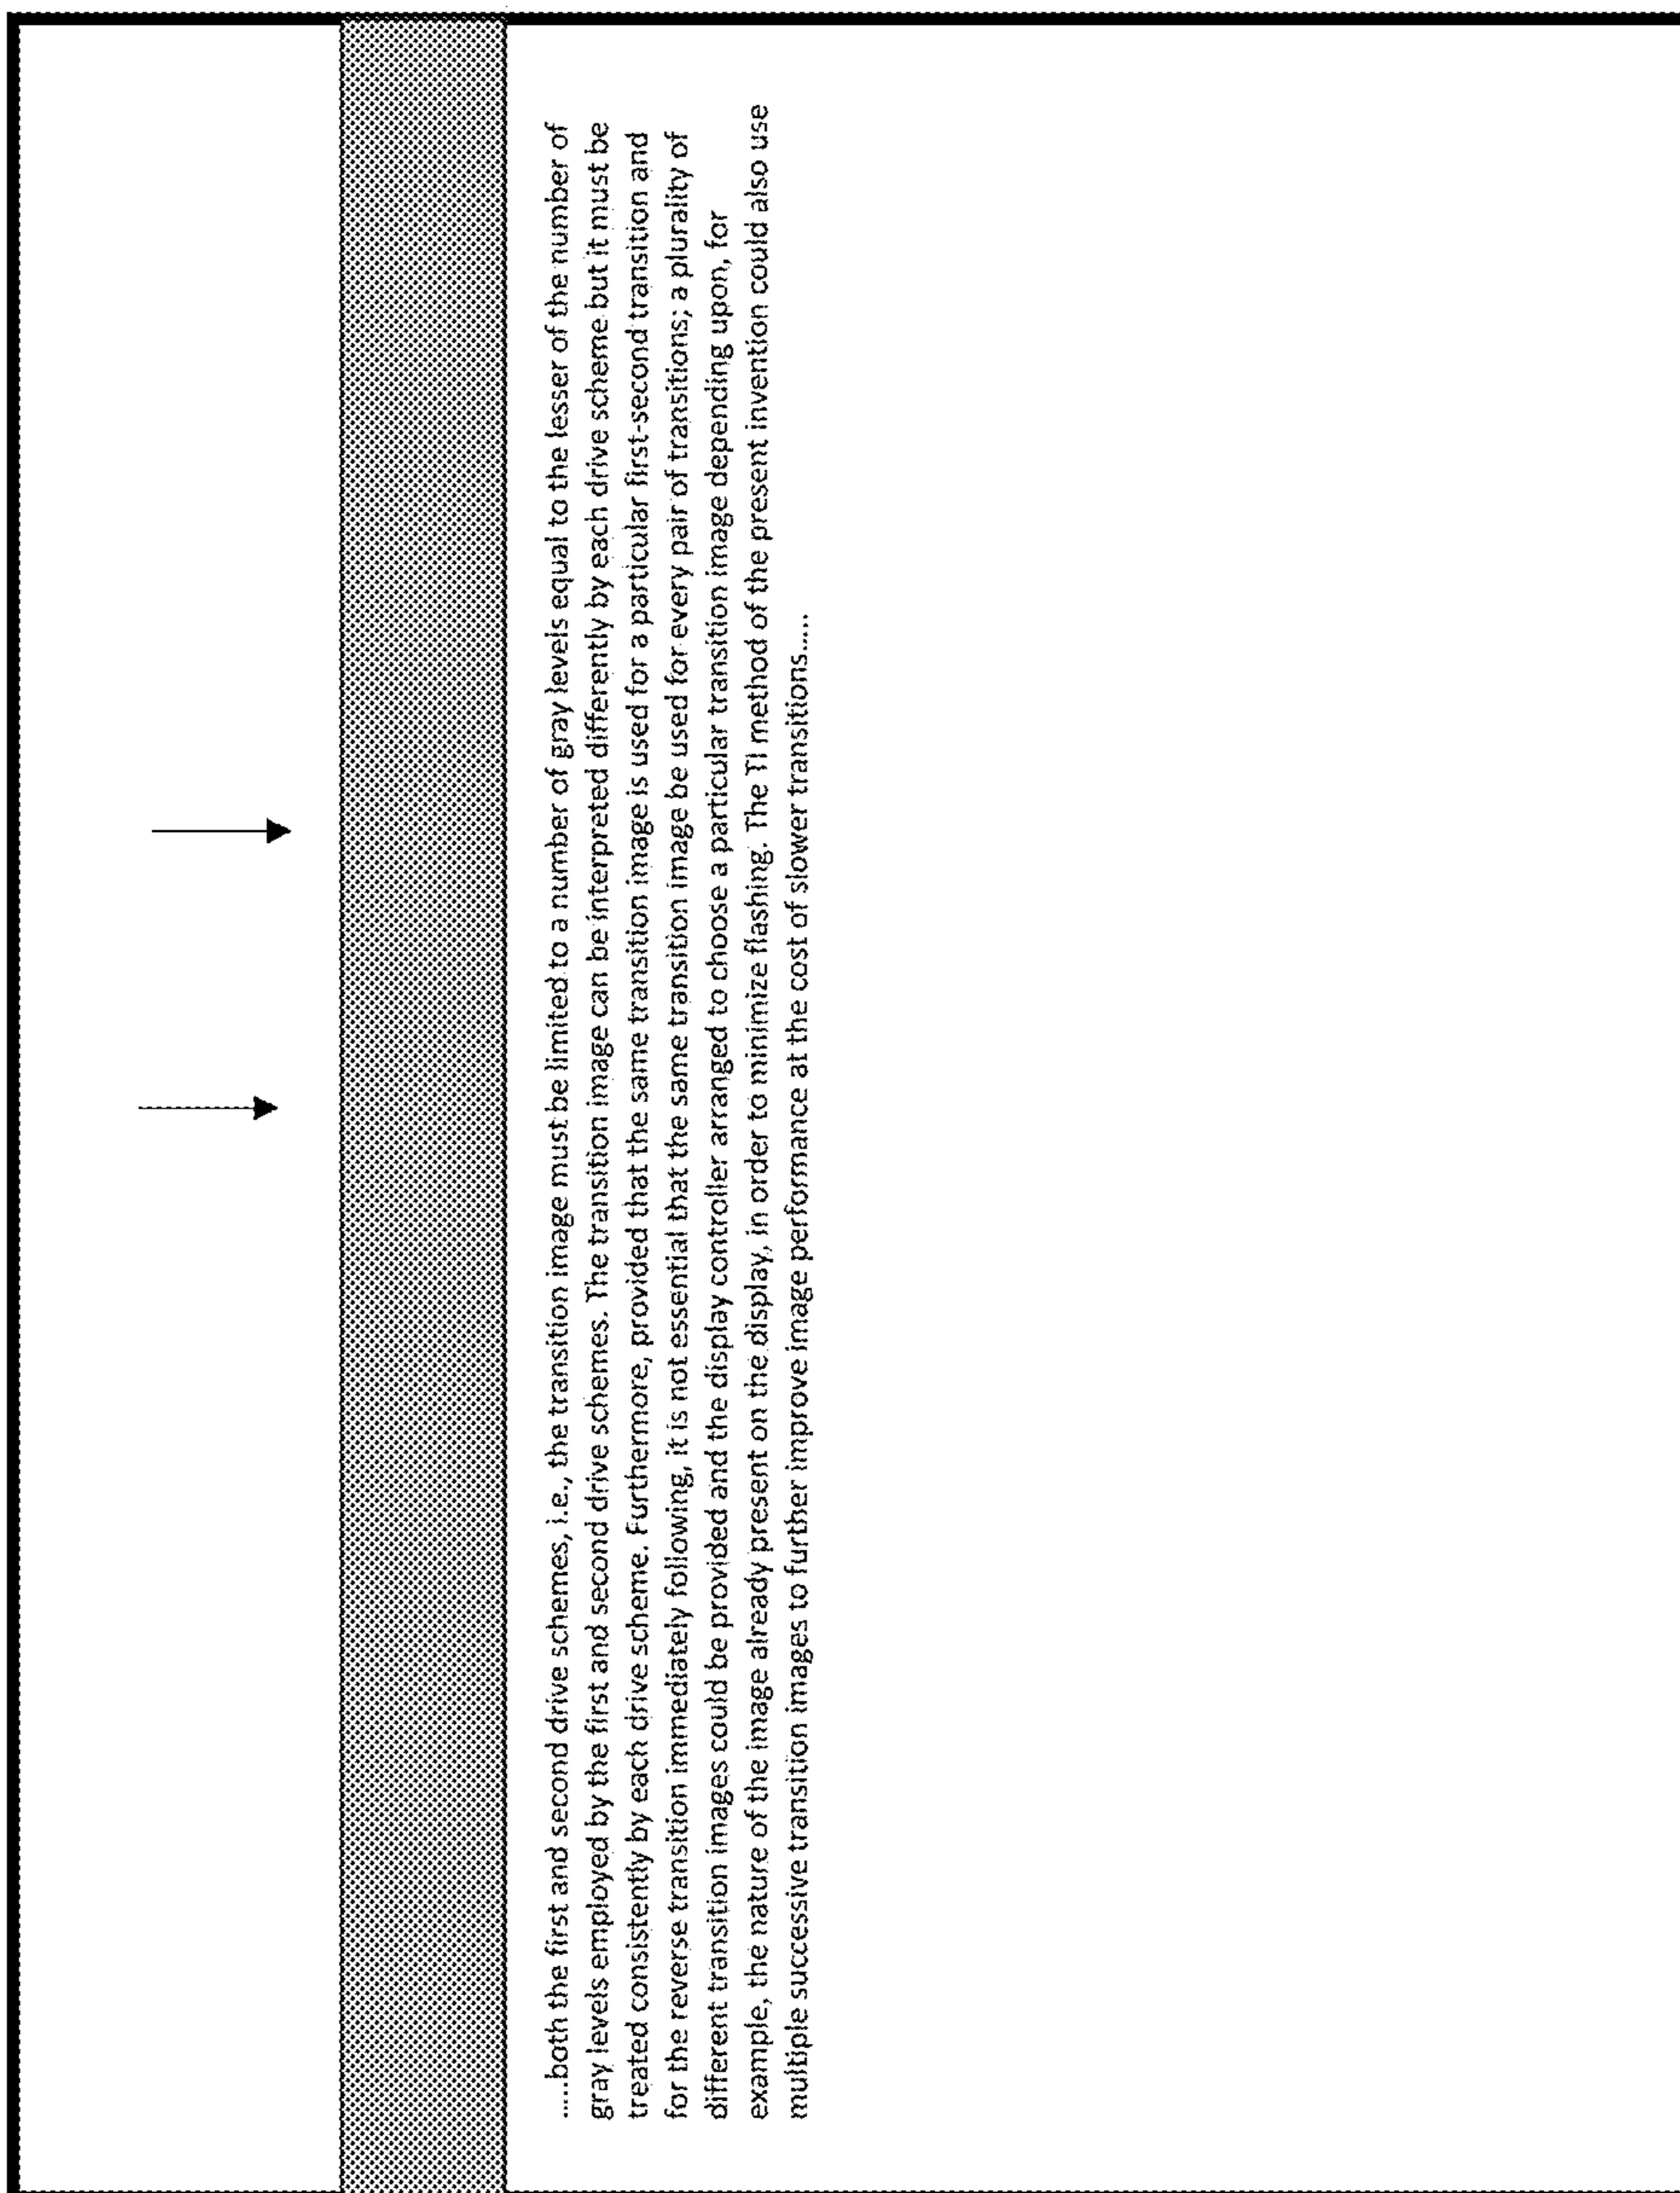 .....both the first and second drive schemes, i.e., the transition image must be limited to a number of gray levels equal to the lesser of the number of
gray levels employed by the first and second drive schemes. The transition image can be interpreted differently by each drive scheme but it must be
treated consistently by each drive scheme. Furthermore, provided that the same transition image is used for a particular first-second transition and
for the reverse transition immediately following, it is not essential that the same transition image be used for every pair of transitions; a plurality of
different transition images could be provided and the display controller arranged to choose a particular transition image depending upon, for
example, the nature of the image already present on the display, in order to minimize flashing. The TI method of the present invention could also use
multiple successive transition images to further improve image performance at the cost of slower transitions.....